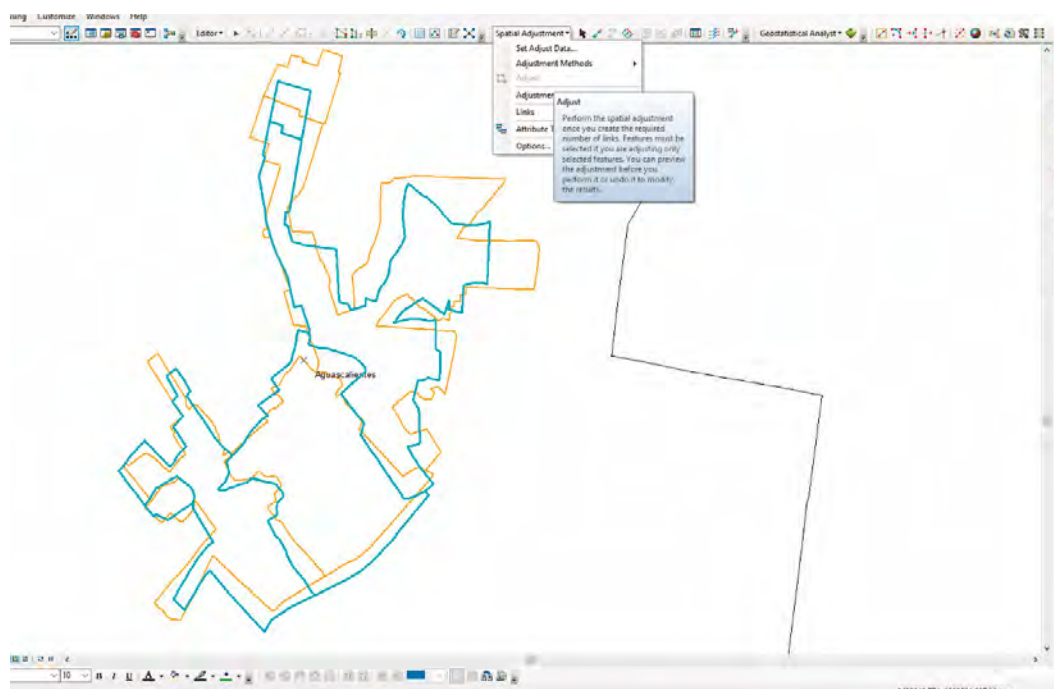 Customize Windows Help
Editor
Spatial Adjustment
Geostatistical Analyst
Set Adjust Data...
Adjustment Methods
Adjust
Links
Options...
Adjust
Perform the spatial adjustment
once you create the required
number of links. Features must be
selected if you are adjusting only
selected features. You can preview
the adjustment before you
perform it or undo it to modify
the results.
Aguascalientes
10
B I U A